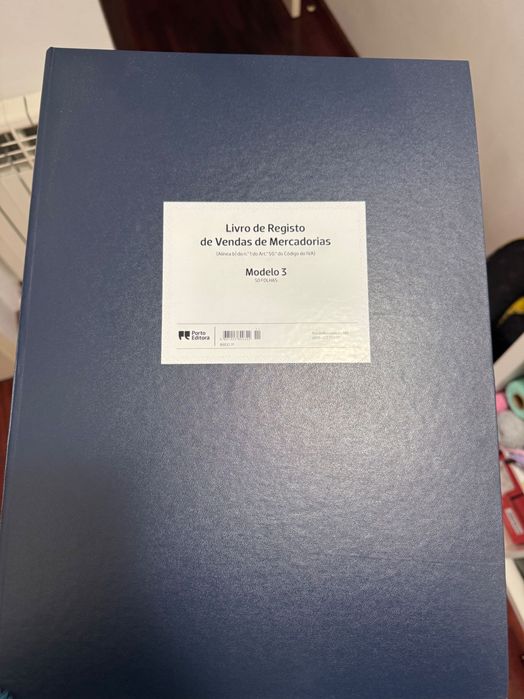 Livro de Registo
de Vendas de Mercadorias
(Alínea b) do n.º 1 do Art.º 50.º do Código do IVA)
Modelo 3
50 FOLHAS
Porto
Editora